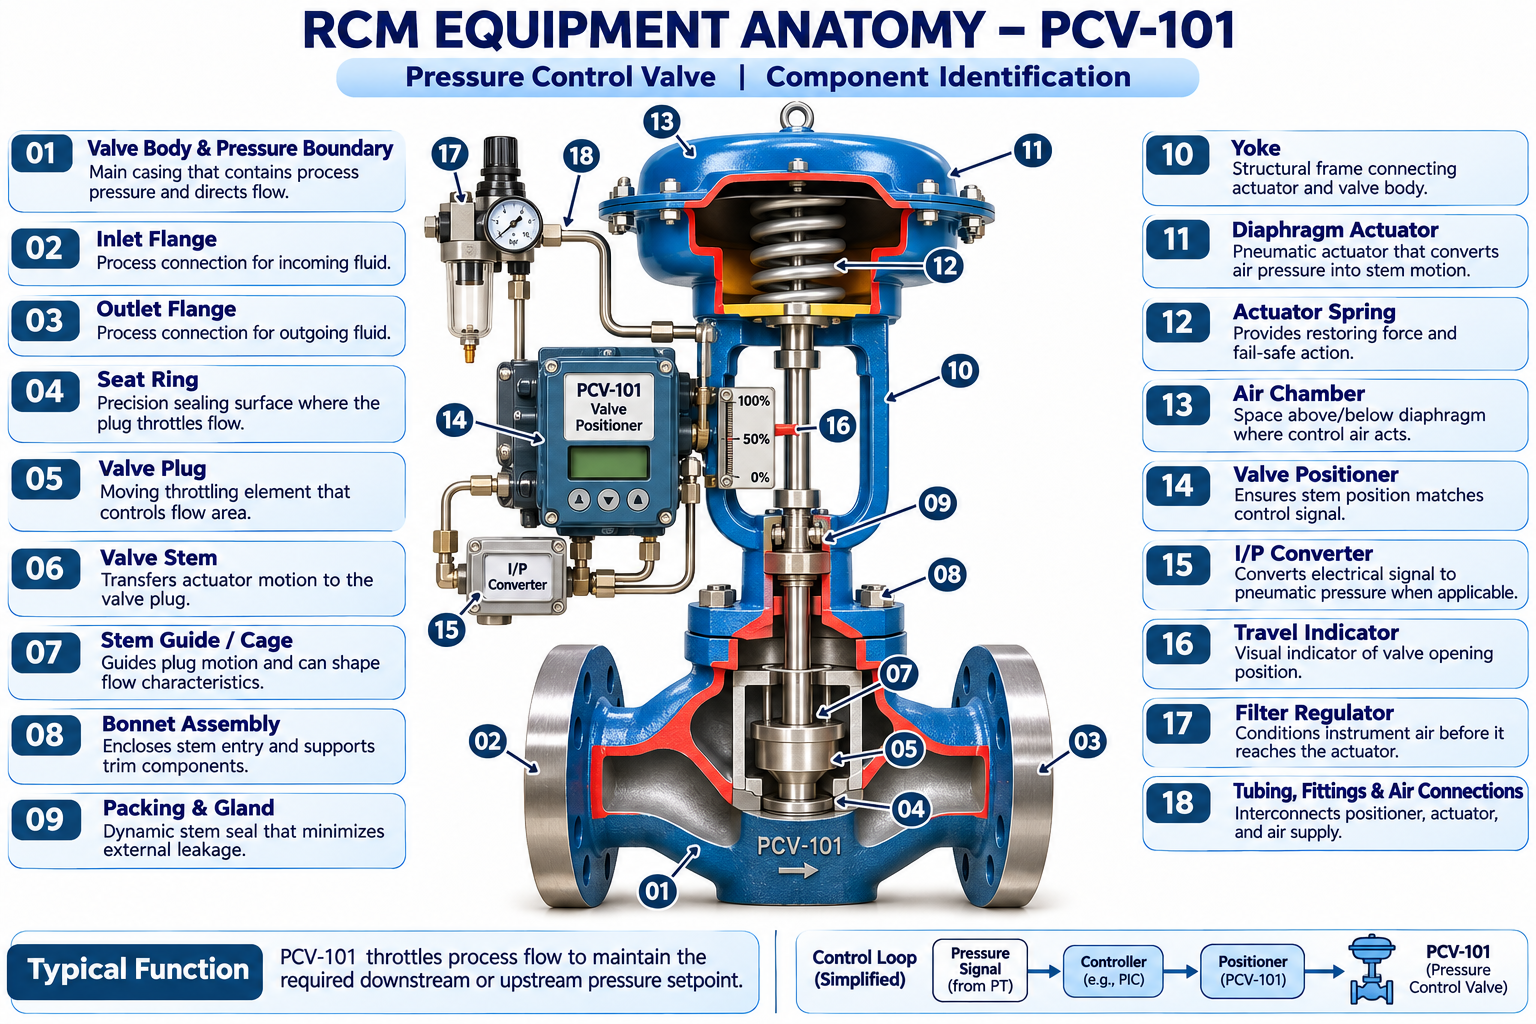 RCM EQUIPMENT ANATOMY – PCV-101
Pressure Control Valve | Component Identification
01
Valve Body & Pressure Boundary
Main casing that contains process
pressure and directs flow.
02
Inlet Flange
Process connection for incoming fluid.
03
Outlet Flange
Process connection for outgoing fluid.
04
Seat Ring
Precision sealing surface where the
plug throttles flow.
05
Valve Plug
Moving throttling element that
controls flow area.
06
Valve Stem
Transfers actuator motion to the
valve plug.
07
Stem Guide / Cage
Guides plug motion and can shape
flow characteristics.
08
Bonnet Assembly
Encloses stem entry and supports
trim components.
09
Packing & Gland
Dynamic stem seal that minimizes
external leakage.
13
17
18
11
bar
10
12
PCV-101
Valve
Positioner
100%
50%
0%
10
14
16
09
I/P
Converter
08
15
07
02
05
03
04
PCV-101
01
10
Yoke
Structural frame connecting
actuator and valve body.
11
Diaphragm Actuator
Pneumatic actuator that converts
air pressure into stem motion.
12
Actuator Spring
Provides restoring force and
fail-safe action.
13
Air Chamber
Space above/below diaphragm
where control air acts.
14
Valve Positioner
Ensures stem position matches
control signal.
15
I/P Converter
Converts electrical signal to
pneumatic pressure when applicable.
16
Travel Indicator
Visual indicator of valve opening
position.
17
Filter Regulator
Conditions instrument air before it
reaches the actuator.
18
Tubing, Fittings & Air Connections
Interconnects positioner, actuator,
and air supply.
Typical Function
PCV-101 throttles process flow to maintain the
required downstream or upstream pressure setpoint.
Control Loop
(Simplified)
Pressure
Signal
(from PT)
Controller
(e.g., PIC)
Positioner
(PCV-101)
PCV-101
(Pressure
Control Valve)